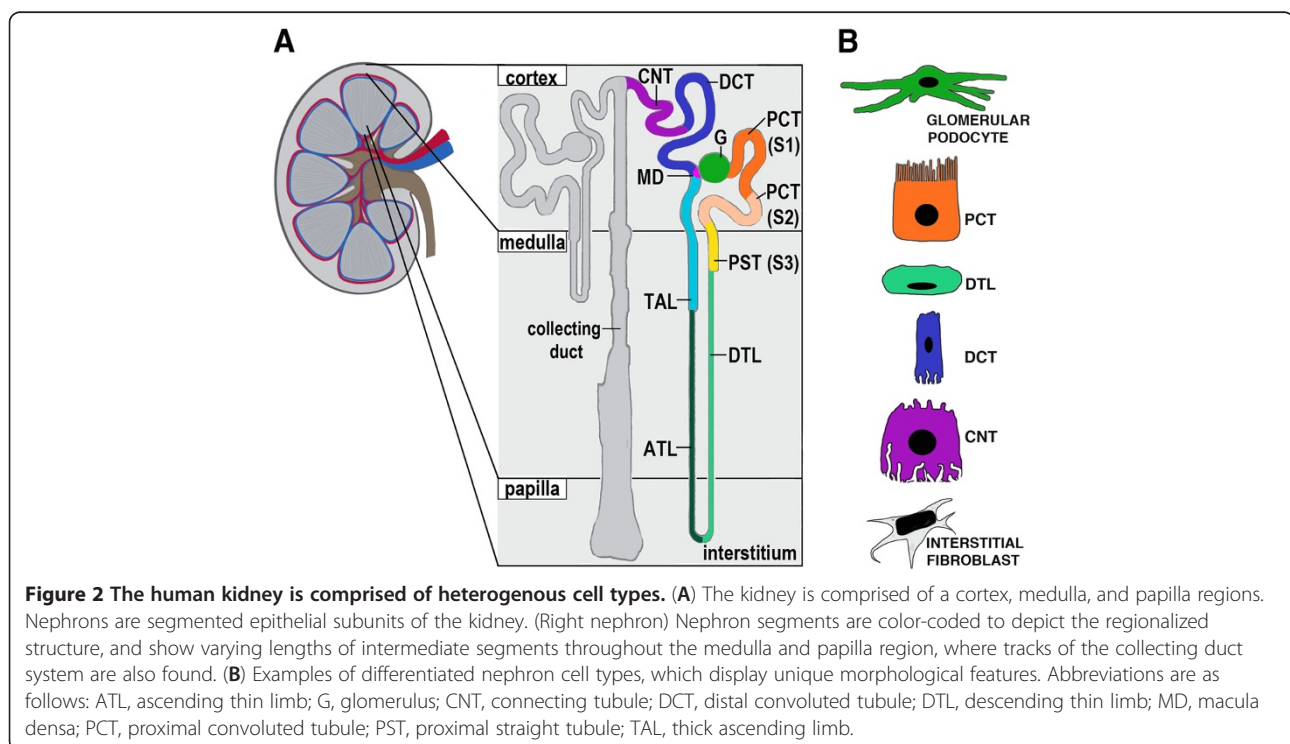 A
cortex
CNT
DCT
PCT
(S1)
G
MD
PCT
(S2)
medulla
PST (S3)
TAL
collecting
duct
DTL
ATL
papilla
interstitium
B
GLOMERULAR
PODOCYTE
PCT
DTL
DCT
CNT
INTERSTITIAL
FIBROBLAST
Figure 2 The human kidney is comprised of heterogenous cell types. (A) The kidney is comprised of a cortex, medulla, and papilla regions.
Nephrons are segmented epithelial subunits of the kidney. (Right nephron) Nephron segments are color-coded to depict the regionalized
structure, and show varying lengths of intermediate segments throughout the medulla and papilla region, where tracks of the collecting duct
system are also found. (B) Examples of differentiated nephron cell types, which display unique morphological features. Abbreviations are as
follows: ATL, ascending thin limb; G, glomerulus; CNT, connecting tubule; DCT, distal convoluted tubule; DTL, descending thin limb; MD, macula
densa; PCT, proximal convoluted tubule; PST, proximal straight tubule; TAL, thick ascending limb.